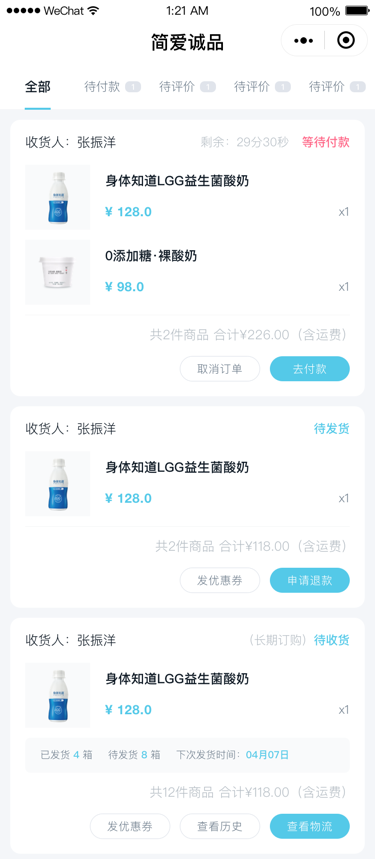 WeChat 1:21 AM 100%
简爱诚品
全部 待付款 1 待评价 1 待评价 1 待评价 1
收货人：张振洋 剩余：29分30秒 等待付款
身体知道LGG益生菌酸奶
¥ 128.0 x1
0添加糖·裸酸奶
¥ 98.0 x1
共2件商品 合计¥226.00（含运费）
取消订单 去付款
收货人：张振洋 待发货
身体知道LGG益生菌酸奶
¥ 128.0 x1
共2件商品 合计¥118.00（含运费）
发优惠券 申请退款
收货人：张振洋 （长期订购）待收货
身体知道LGG益生菌酸奶
¥ 128.0 x1
已发货 4 箱 待发货 8 箱 下次发货时间：04月07日
共12件商品 合计¥118.00（含运费）
发优惠券 查看历史 查看物流